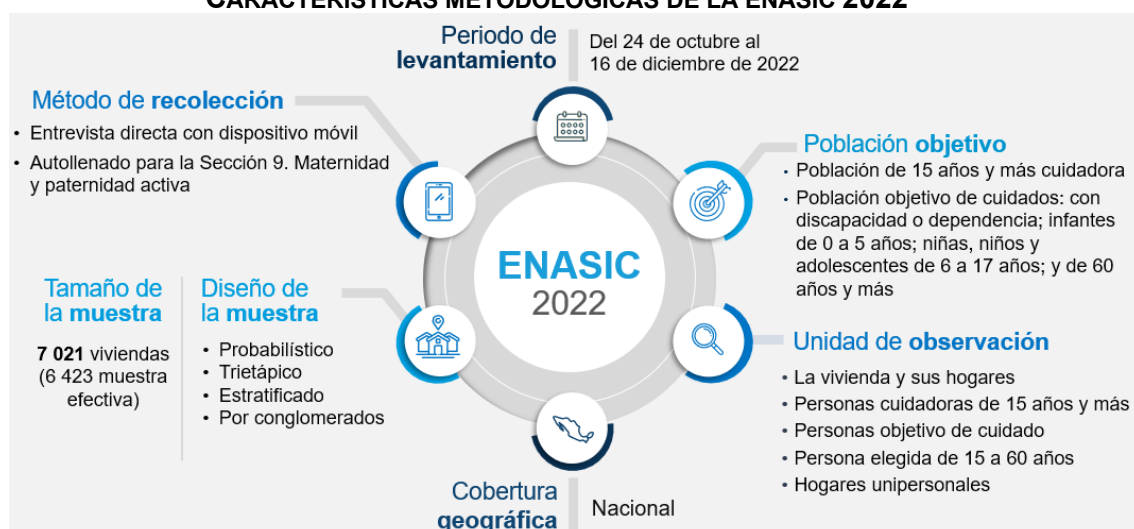 CARACTERÍSTICAS METODOLÓGICAS DE LA ENASIC 2022
Periodo de
levantamiento
Del 24 de octubre al
16 de diciembre de 2022
Método de recolección
• Entrevista directa con dispositivo móvil
• Autollenado para la Sección 9. Maternidad
y paternidad activa
Población objetivo
• Población de 15 años y más cuidadora
• Población objetivo de cuidados: con
discapacidad o dependencia; infantes
de 0 a 5 años; niñas, niños y
adolescentes de 6 a 17 años; y de 60
años y más
ENASIC
2022
Tamaño de
la muestra
7 021 viviendas
(6 423 muestra
efectiva)
Diseño de
la muestra
• Probabilístico
• Trietápico
• Estratificado
• Por conglomerados
Unidad de observación
• La vivienda y sus hogares
• Personas cuidadoras de 15 años y más
• Personas objetivo de cuidado
• Persona elegida de 15 a 60 años
• Hogares unipersonales
Cobertura
geográfica
Nacional